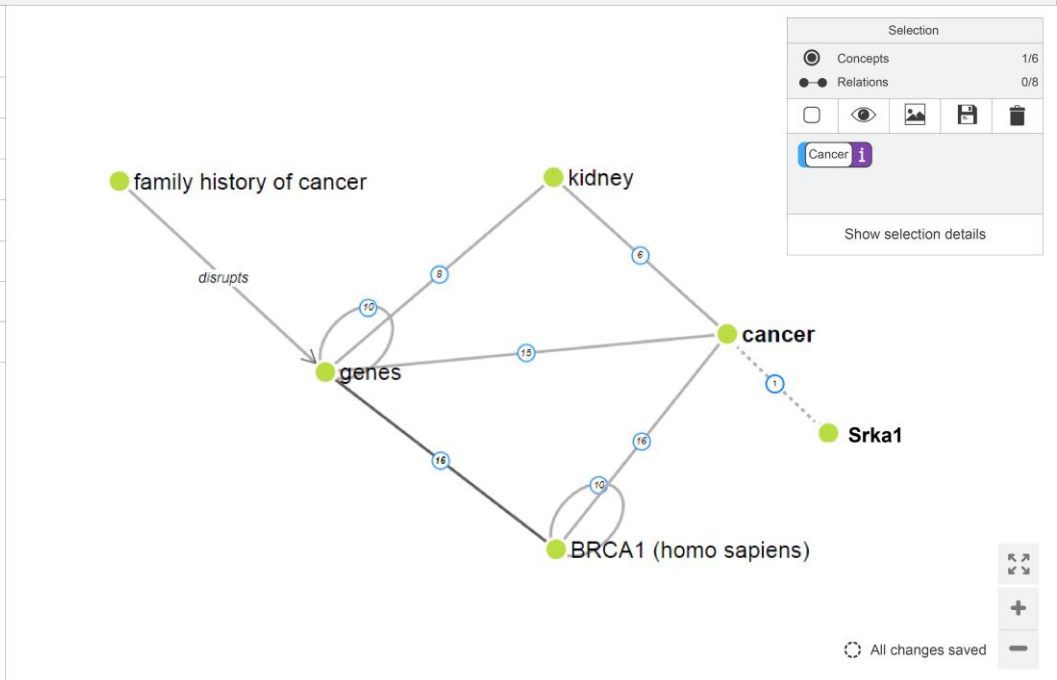 Selection
Concepts 1/6
Relations 0/8
Cancer i
Show selection details
family history of cancer
kidney
disrupts
8
6
10
15
cancer
genes
1
Srka1
16
16
10
BRCA1 (homo sapiens)
All changes saved